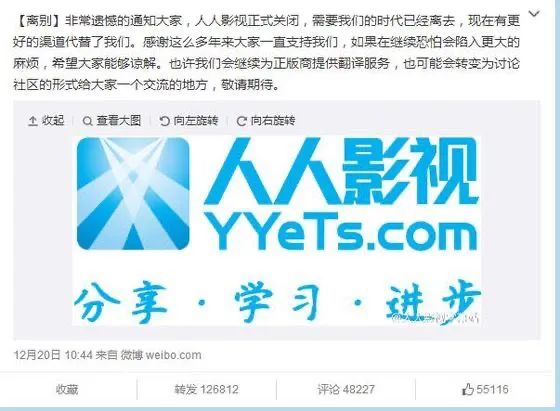 【离别】非常遗憾的通知大家，人人影视正式关闭，需要我们的时代已经离去，现在有更
好的渠道代替了我们。感谢这么多年来大家一直支持我们，如果在继续恐怕会陷入更大的
麻烦，希望大家能够谅解。也许我们会继续为正版商提供翻译服务，也可能会转变为讨论
社区的形式给大家一个交流的地方，敬请期待。
收起 查看大图 向左旋转 向右旋转
人人影视
YYeTs.com
分享·学习·进步
12月20日 10:44 来自 微博 weibo.com
收藏 转发 126812 评论 48227 55116